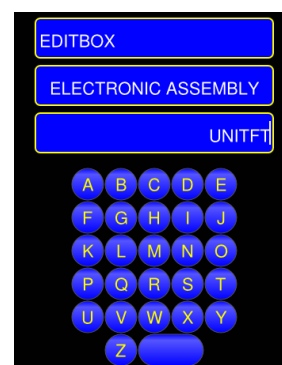 EDITBOX
ELECTRONIC ASSEMBLY
UNITFT
A B C D E
F G H I J
K L M N O
P Q R S T
U V W X Y
Z